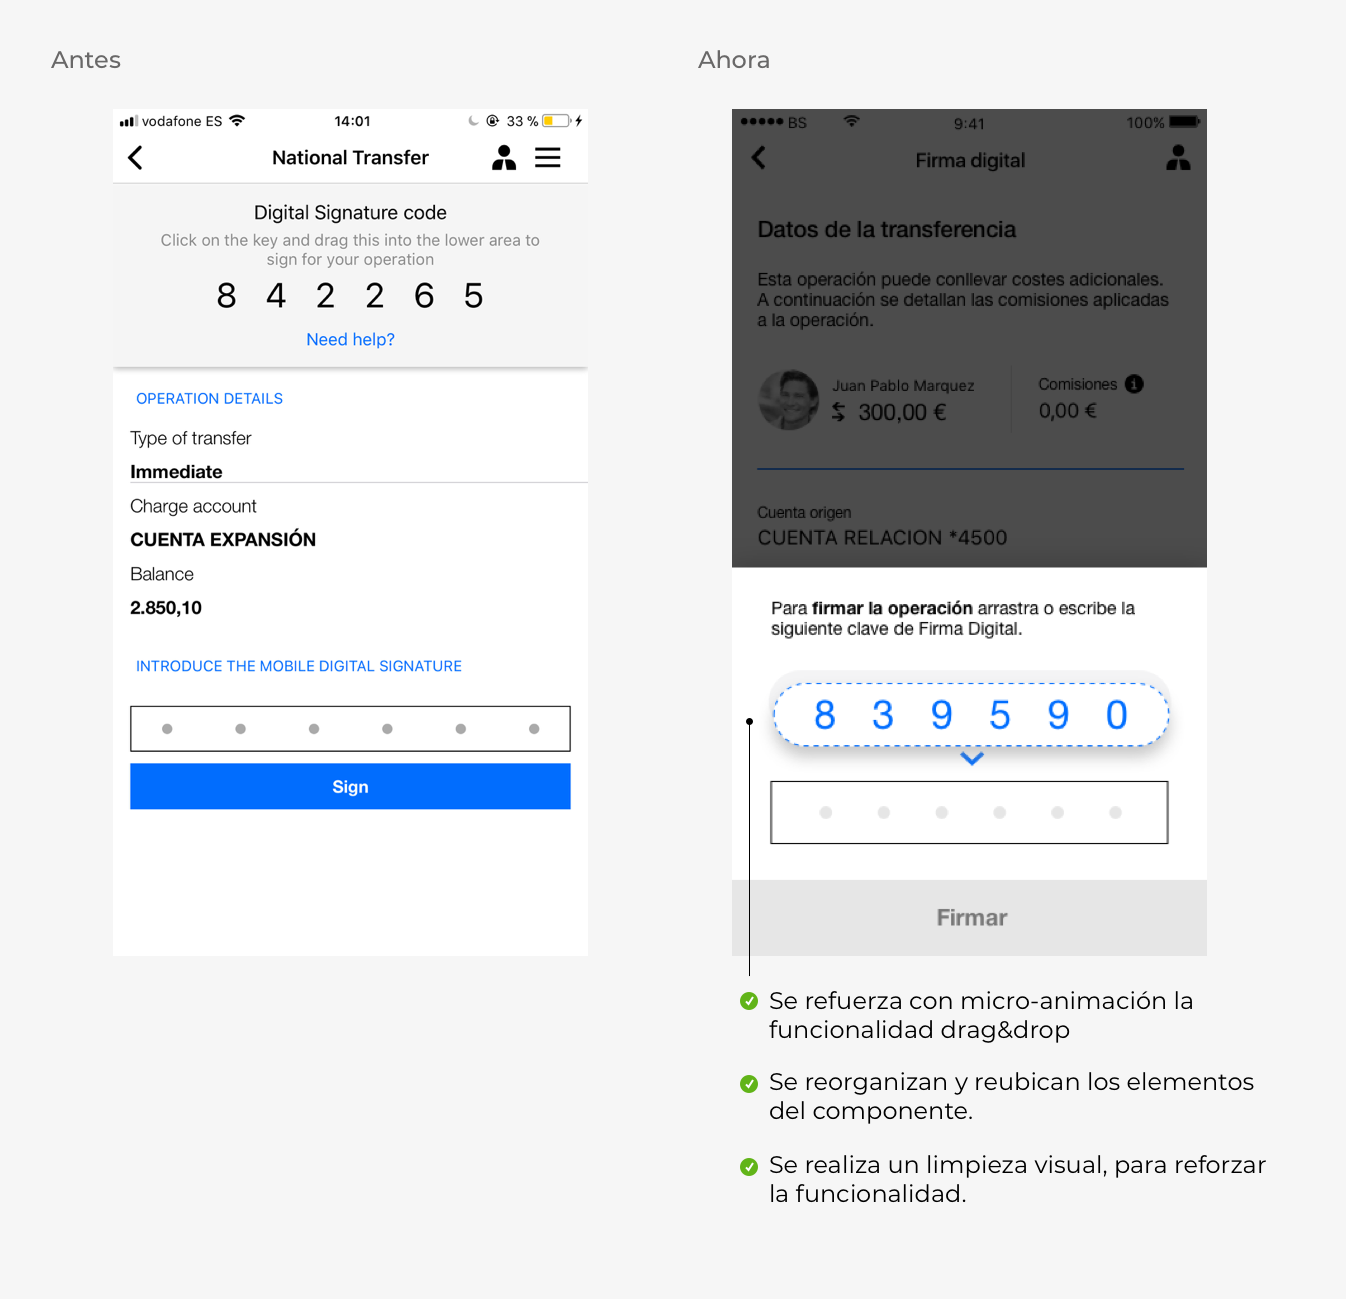 Antes
vodafone ES
14:01
33 %
National Transfer
Digital Signature code
Click on the key and drag this into the lower area to
sign for your operation
8 4 2 2 6 5
Need help?
OPERATION DETAILS
Type of transfer
Immediate
Charge account
CUENTA EXPANSIÓN
Balance
2.850,10
INTRODUCE THE MOBILE DIGITAL SIGNATURE
Sign
Ahora
BS
9:41
100%
Firma digital
Datos de la transferencia
Esta operación puede conllevar costes adicionales.
A continuación se detallan las comisiones aplicadas
a la operación.
Juan Pablo Marquez
300,00 €
Comisiones
0,00 €
Cuenta origen
CUENTA RELACION *4500
Para firmar la operación arrastra o escribe la
siguiente clave de Firma Digital.
8 3 9 5 9 0
Firmar
Se refuerza con micro-animación la
funcionalidad drag&drop
Se reorganizan y reubican los elementos
del componente.
Se realiza un limpieza visual, para reforzar
la funcionalidad.